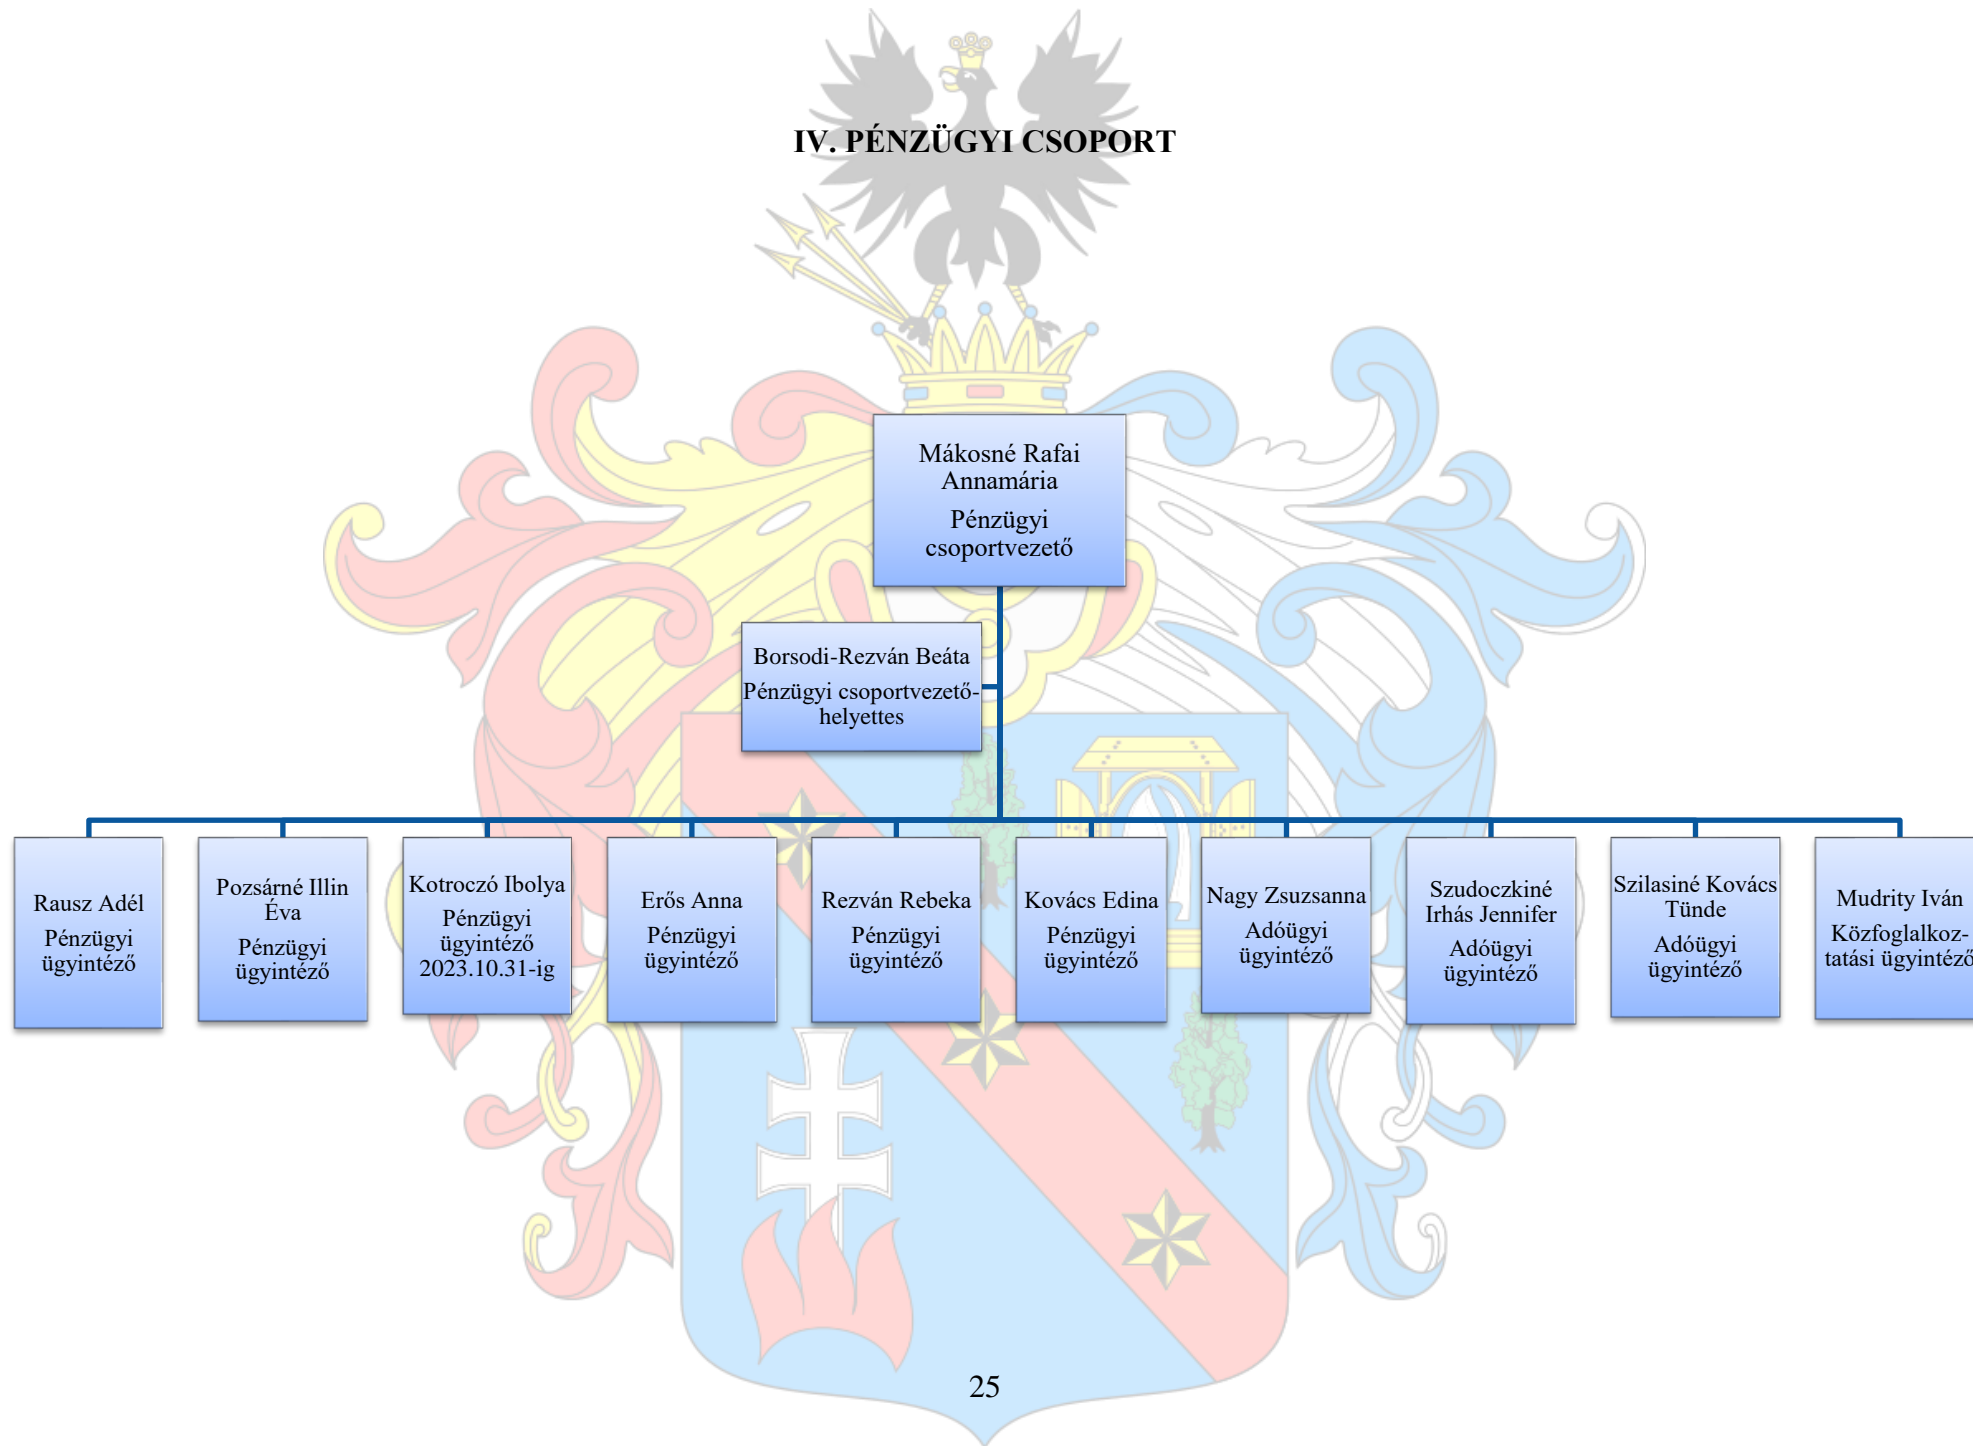 IV. PÉNZÜGYI CSOPORT
Mákosné Rafai
Annamária
Pénzügyi
csoportvezető
Borsodi-Rezván Beáta
Pénzügyi csoportvezető-
helyettes
Rausz Adél
Pénzügyi
ügyintéző
Pozsárné Illin
Éva
Pénzügyi
ügyintéző
Kotroczó Ibolya
Pénzügyi
ügyintéző
2023.10.31-ig
Erős Anna
Pénzügyi
ügyintéző
Rezván Rebeka
Pénzügyi
ügyintéző
Kovács Edina
Pénzügyi
ügyintéző
Nagy Zsuzsanna
Adóügyi
ügyintéző
Szudoczkiné
Irhás Jennifer
Adóügyi
ügyintéző
Szilasiné Kovács
Tünde
Adóügyi
ügyintéző
Mudrity Iván
Közfoglalkoz-
tatási ügyintéző
25